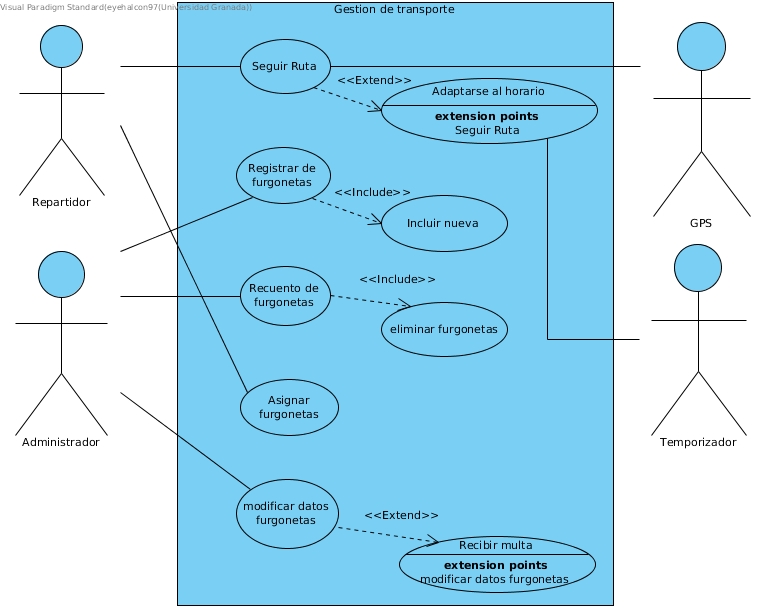 Visual Paradigm Standard(eyehalcon97(Universidad Granada))
Gestion de transporte
Seguir Ruta
<<Extend>>
Adaptarse al horario
extension points
Seguir Ruta
Repartidor
GPS
Registrar de
furgonetas
<<Include>>
Incluir nueva
Recuento de
furgonetas
<<Include>>
eliminar furgonetas
Administrador
Temporizador
Asignar
furgonetas
modificar datos
furgonetas
<<Extend>>
Recibir multa
extension points
modificar datos furgonetas